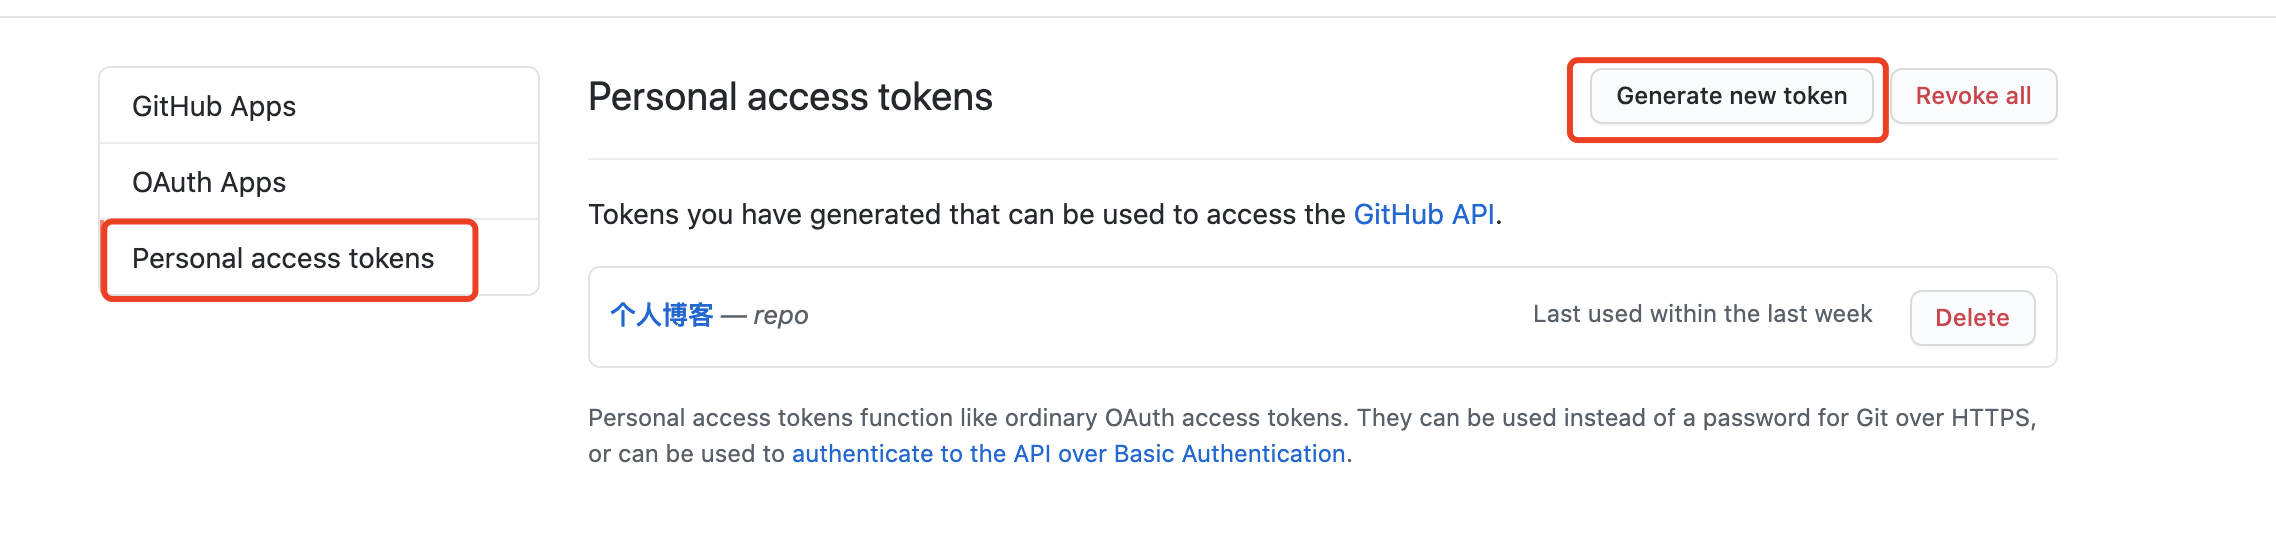 GitHub Apps
OAuth Apps
Personal access tokens
Personal access tokens
Generate new token
Revoke all
Tokens you have generated that can be used to access the GitHub API.
个人博客 — repo
Last used within the last week
Delete
Personal access tokens function like ordinary OAuth access tokens. They can be used instead of a password for Git over HTTPS,
or can be used to authenticate to the API over Basic Authentication.